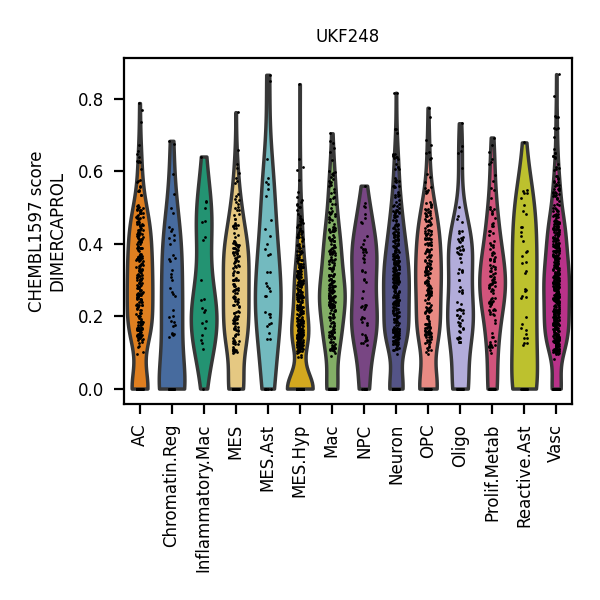 UKF248
CHEMBL1597 score
DIMERCAPROL
0.8
0.6
0.4
0.2
0.0
AC
Chromatin.Reg
Inflammatory.Mac
MES
MES.Ast
MES.Hyp
Mac
NPC
Neuron
OPC
Oligo
Prolif.Metab
Reactive.Ast
Vasc